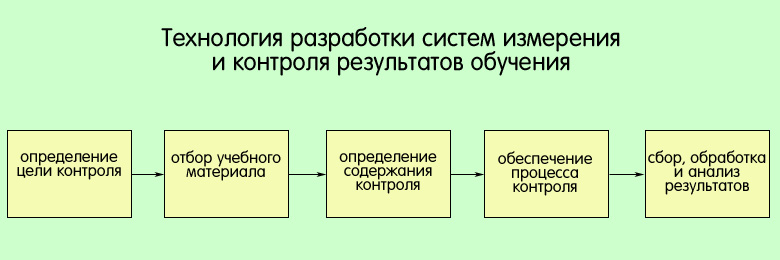 Технология разработки систем измерения
и контроля результатов обучения
определение
цели контроля
отбор учебного
материала
определение
содержания
контроля
обеспечение
процесса
контроля
сбор, обработка
и анализ
результатов